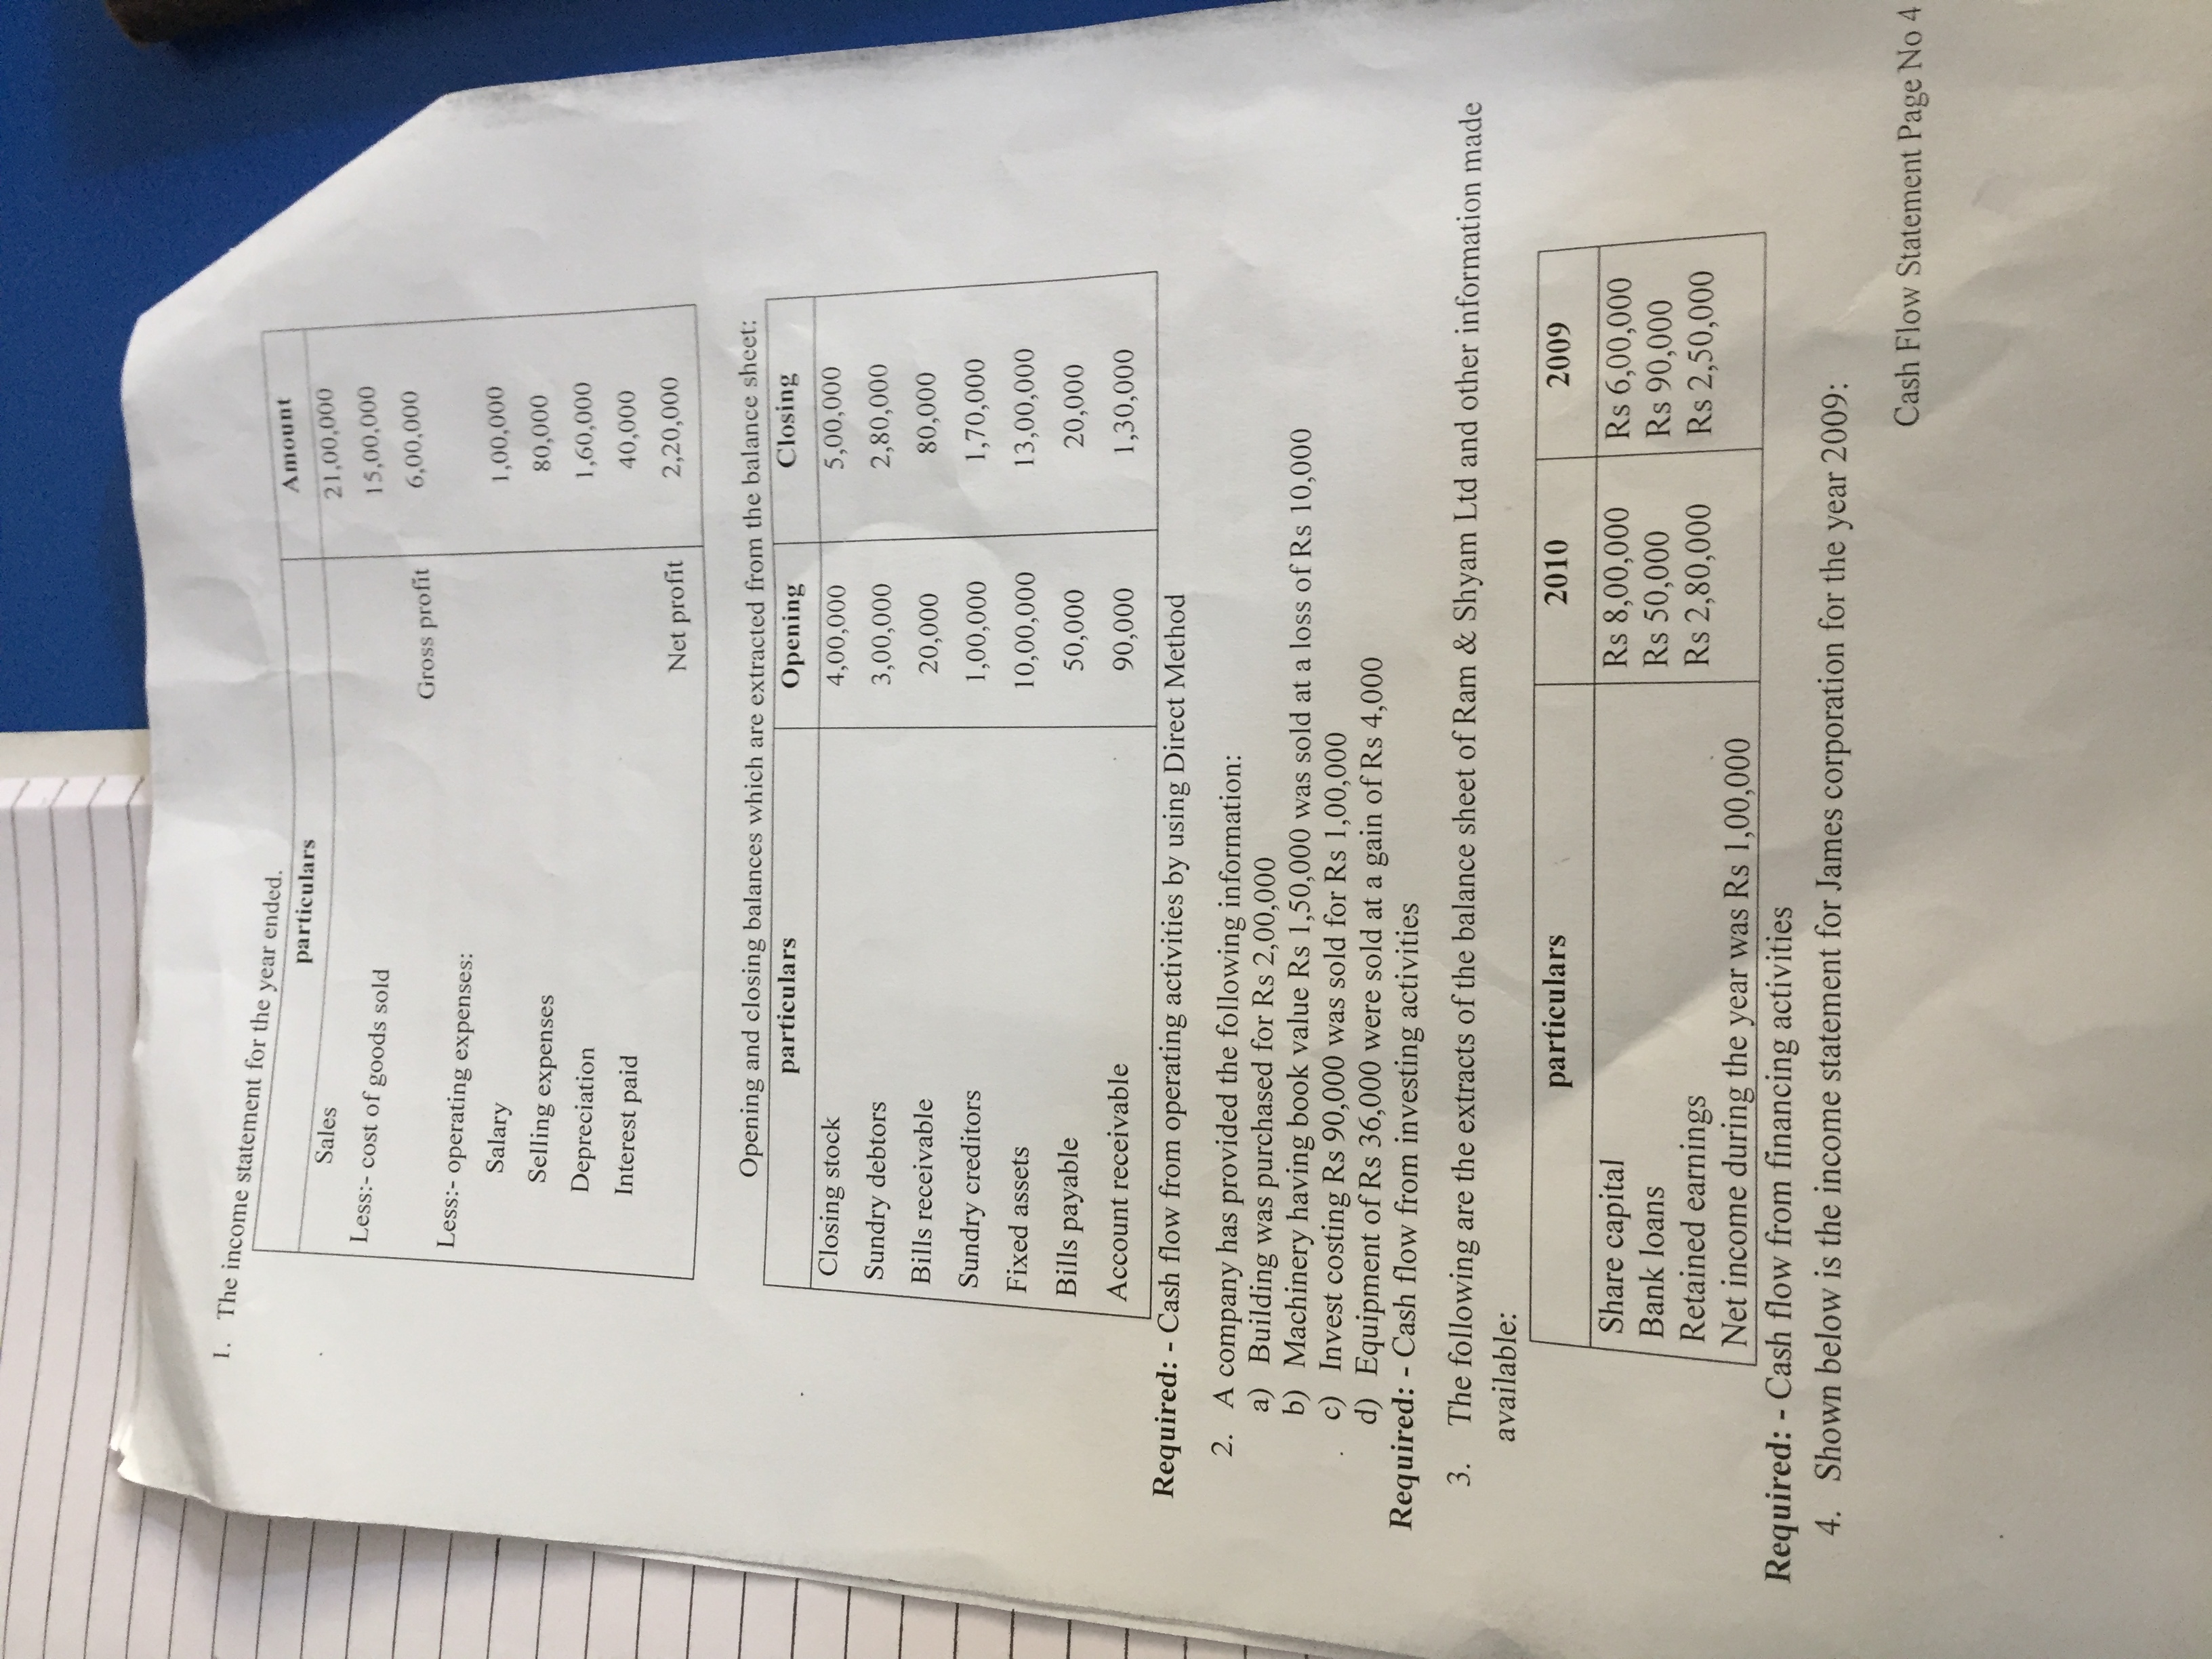 1. The income statement for the year ended.
particulars Amount
Sales 21,00,000
Less:- cost of goods sold 15,00,000
Gross profit 6,00,000
Less:- operating expenses:
Salary 1,00,000
Selling expenses 80,000
Depreciation 1,60,000
Interest paid 40,000
Net profit 2,20,000
Opening and closing balances which are extracted from the balance sheet:
particulars Opening Closing
Closing stock 4,00,000 5,00,000
Sundry debtors 3,00,000 2,80,000
Bills receivable 20,000 80,000
Sundry creditors 1,00,000 1,70,000
Fixed assets 10,00,000 13,00,000
Bills payable 50,000 20,000
Account receivable 90,000 1,30,000
Required: - Cash flow from operating activities by using Direct Method
2. A company has provided the following information:
a) Building was purchased for Rs 2,00,000
b) Machinery having book value Rs 1,50,000 was sold at a loss of Rs 10,000
c) Invest costing Rs 90,000 was sold for Rs 1,00,000
d) Equipment of Rs 36,000 were sold at a gain of Rs 4,000
Required: - Cash flow from investing activities
3. The following are the extracts of the balance sheet of Ram & Shyam Ltd and other information made
available:
particulars 2010 2009
Share capital Rs 8,00,000 Rs 6,00,000
Bank loans Rs 50,000 Rs 90,000
Retained earnings Rs 2,80,000 Rs 2,50,000
Net income during the year was Rs 1,00,000
Required: - Cash flow from financing activities
4. Shown below is the income statement for James corporation for the year 2009:
Cash Flow Statement Page No 4